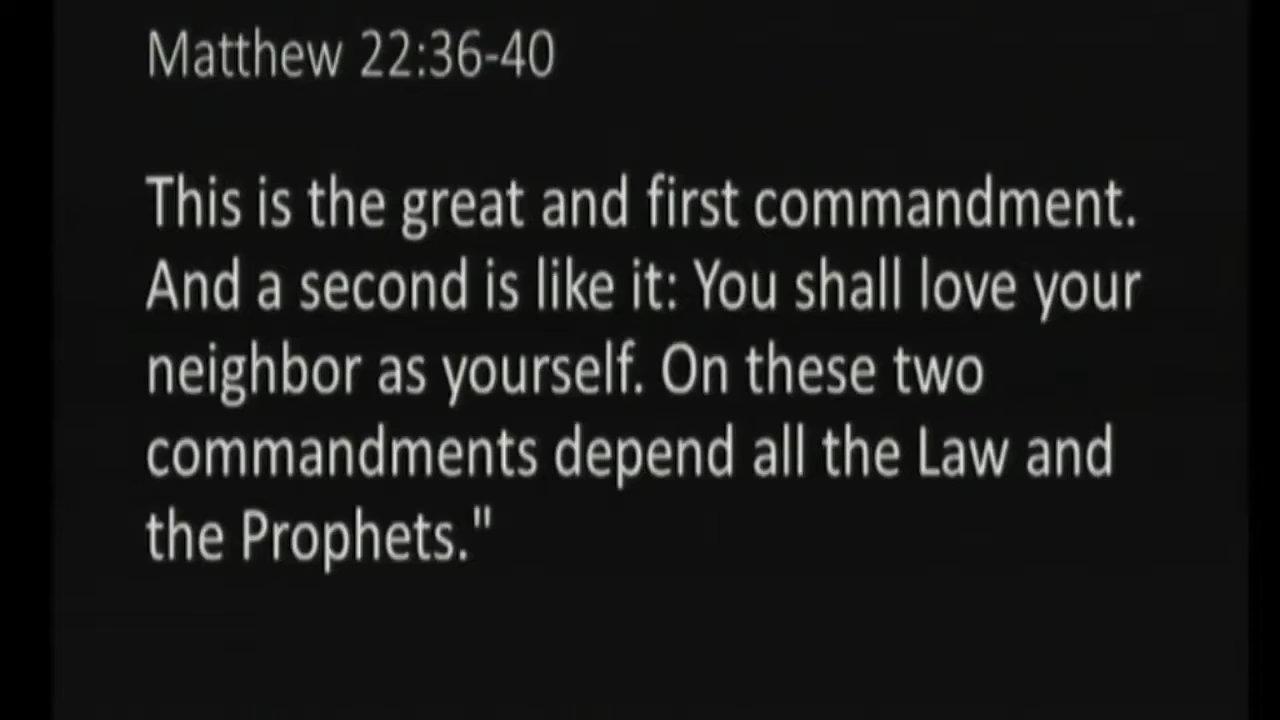 Matthew 22:36-40
This is the great and first commandment.
And a second is like it: You shall love your
neighbor as yourself. On these two
commandments depend all the Law and
the Prophets."